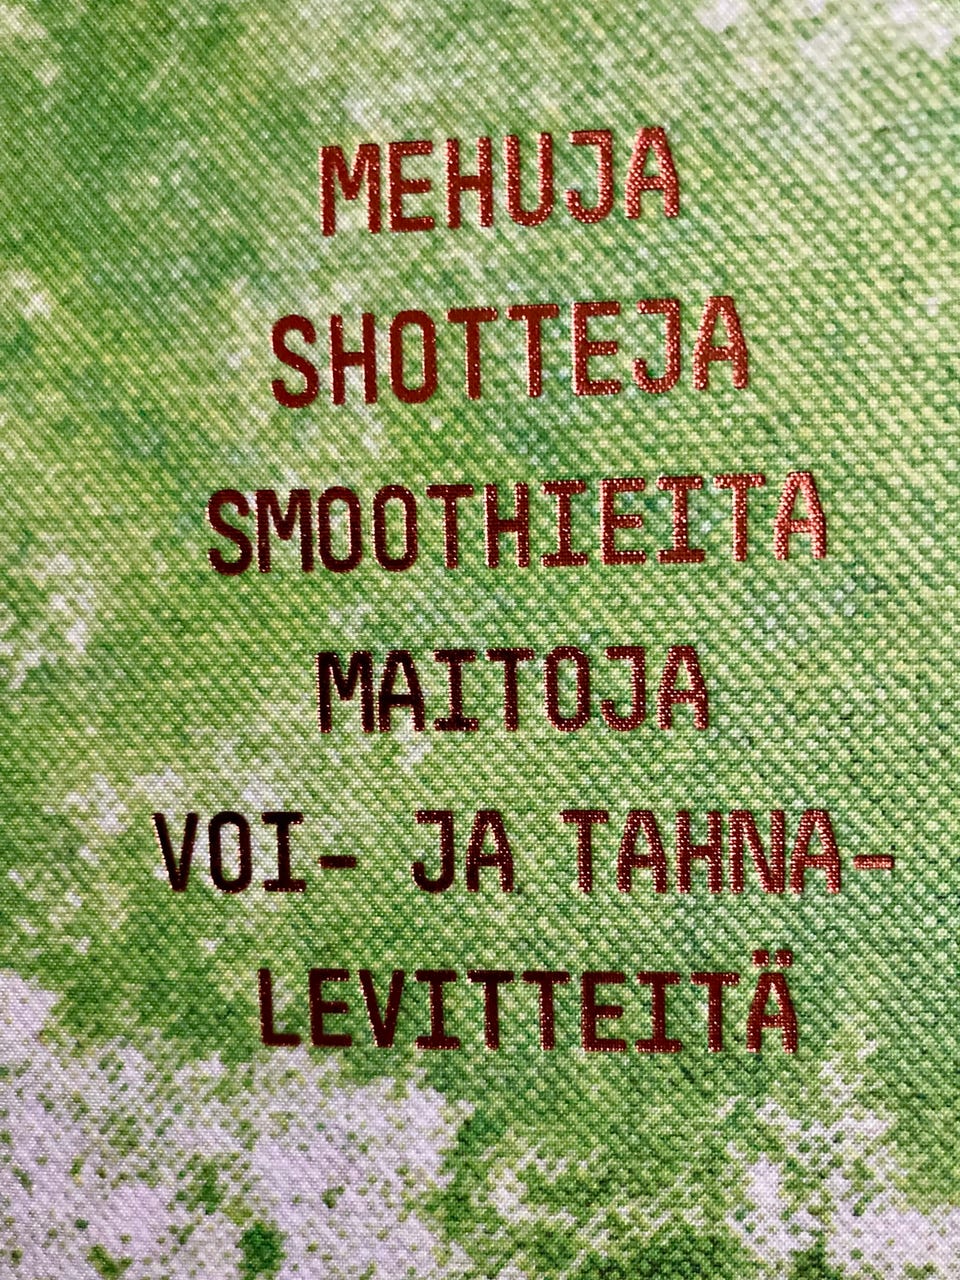 MEHUJA
SHOTTEJA
SMOOTHIEITA
MAITOJA
VOI- JA TAHNA-
LEVITTEITÄ